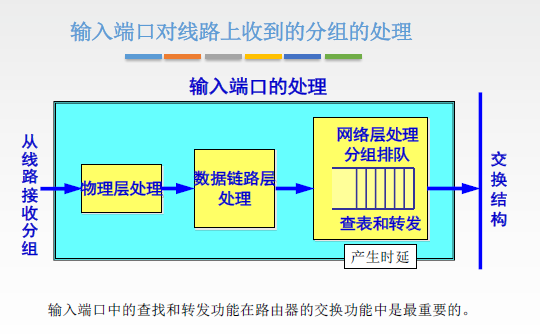 输入端口对线路上收到的分组的处理
输入端口的处理
从线路接收分组
物理层处理
数据链路层
处理
网络层处理
分组排队
查表和转发
交换结构
产生时延
输入端口中的查找和转发功能在路由器的交换功能中是最重要的。